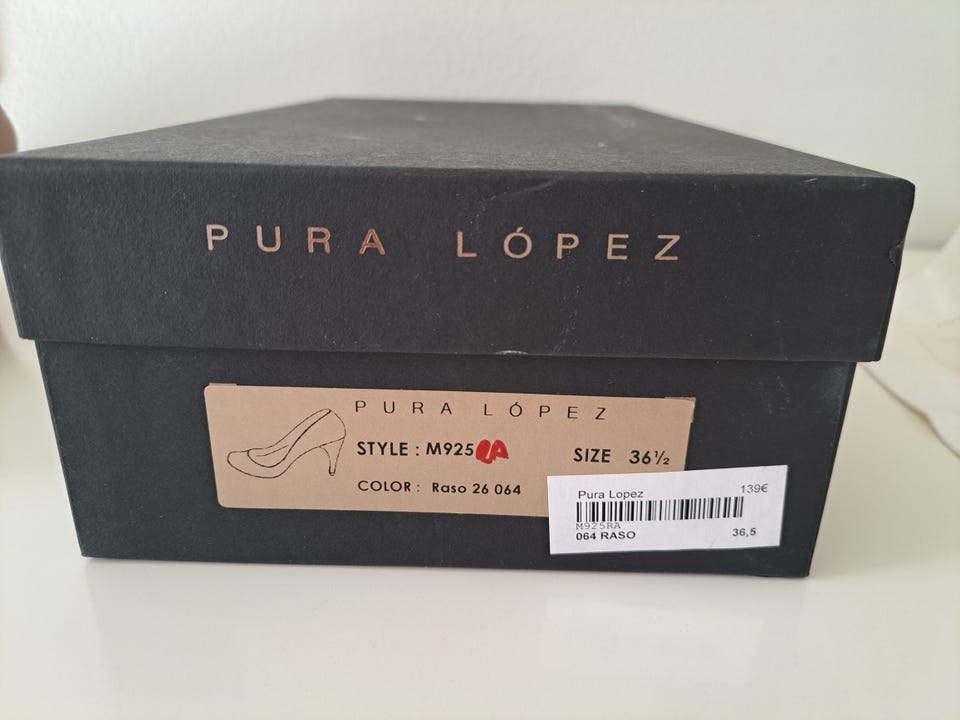 PURA LÓPEZ
PURA LÓPEZ
STYLE : M925
SIZE 36½
COLOR : Raso 26 064
Pura Lopez 139€
M925RA
064 RASO 36,5